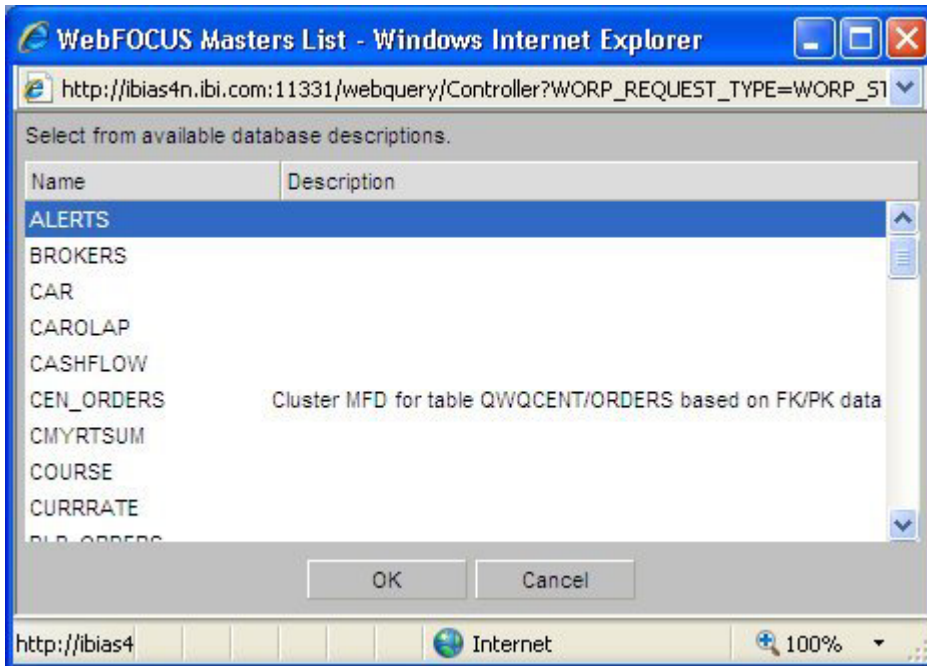 WebFOCUS Masters List - Windows Internet Explorer
http://ibias4n.ibi.com:11331/webquery/Controller?WORP_REQUEST_TYPE=WORP_ST
Select from available database descriptions.
Name Description
ALERTS
BROKERS
CAR
CAROLAP
CASHFLOW
CEN_ORDERS Cluster MFD for table QWQCENT/ORDERS based on FK/PK data
CMYRTSUM
COURSE
CURRRATE
OK Cancel
http://ibias4 Internet 100%